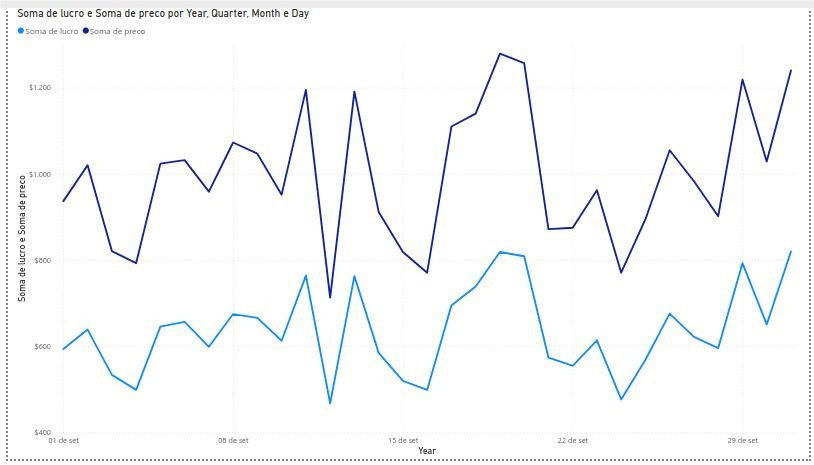 Soma de lucro e Soma de preco por Year, Quarter, Month e Day
Soma de lucro Soma de preco
Soma de lucro e Soma de preco
$1.200
$1.000
$800
$600
$400
01 de set 08 de set 15 de set 22 de set 29 de set
Year